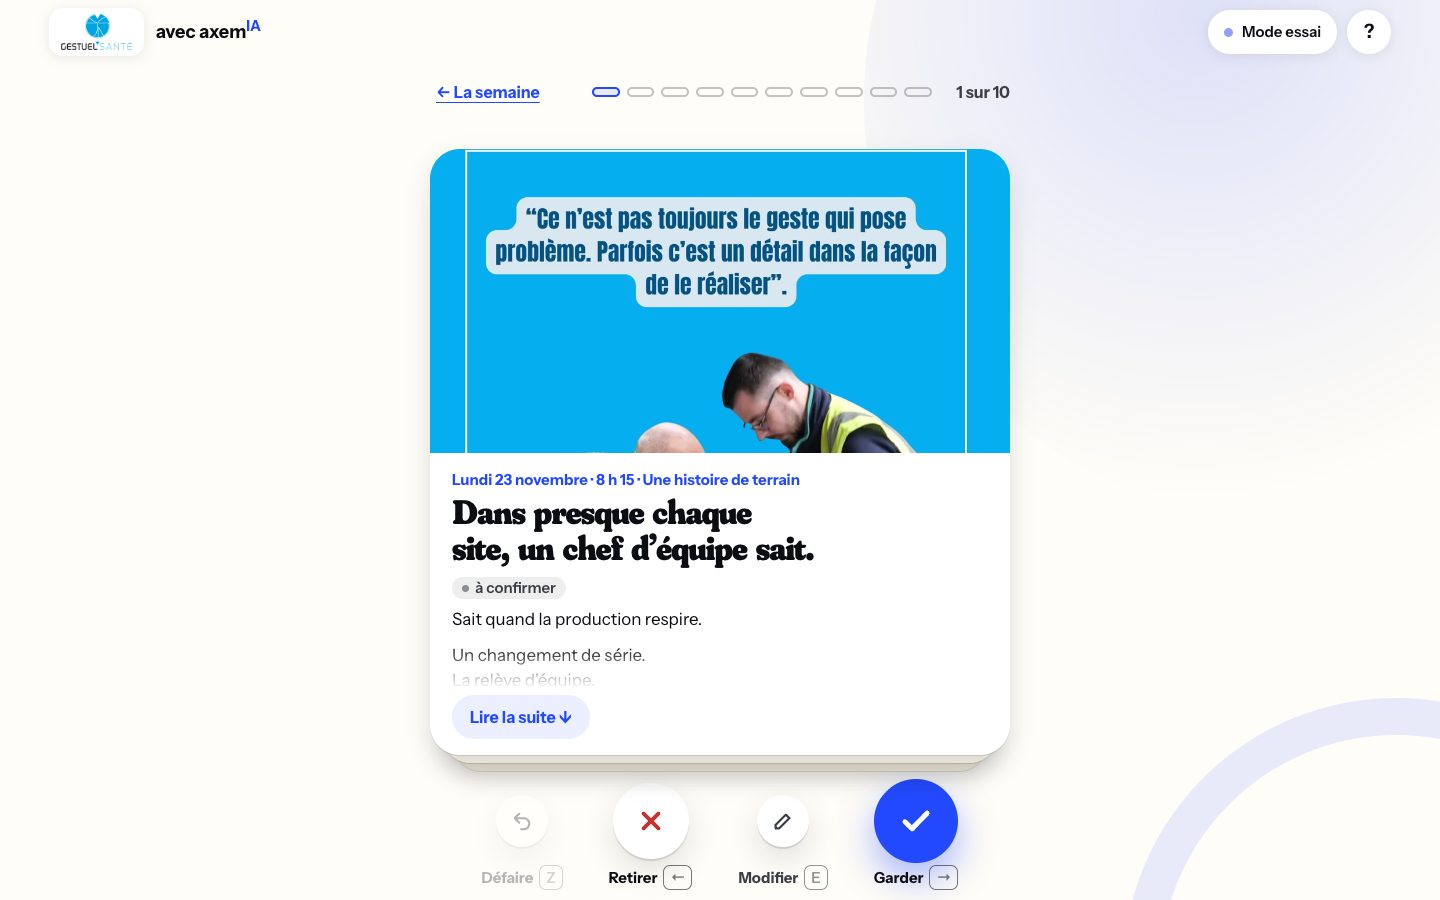 GESTUEL SANTÉ
avec axemIA
Mode essai
?
← La semaine
1 sur 10
“Ce n’est pas toujours le geste qui pose
problème. Parfois c’est un détail dans la façon
de le réaliser”.
Lundi 23 novembre · 8 h 15 · Une histoire de terrain
Dans presque chaque
site, un chef d’équipe sait.
à confirmer
Sait quand la production respire.
Un changement de série.
La relève d’équipe.
Lire la suite ↓
Défaire Z
Retirer ←
Modifier E
Garder →